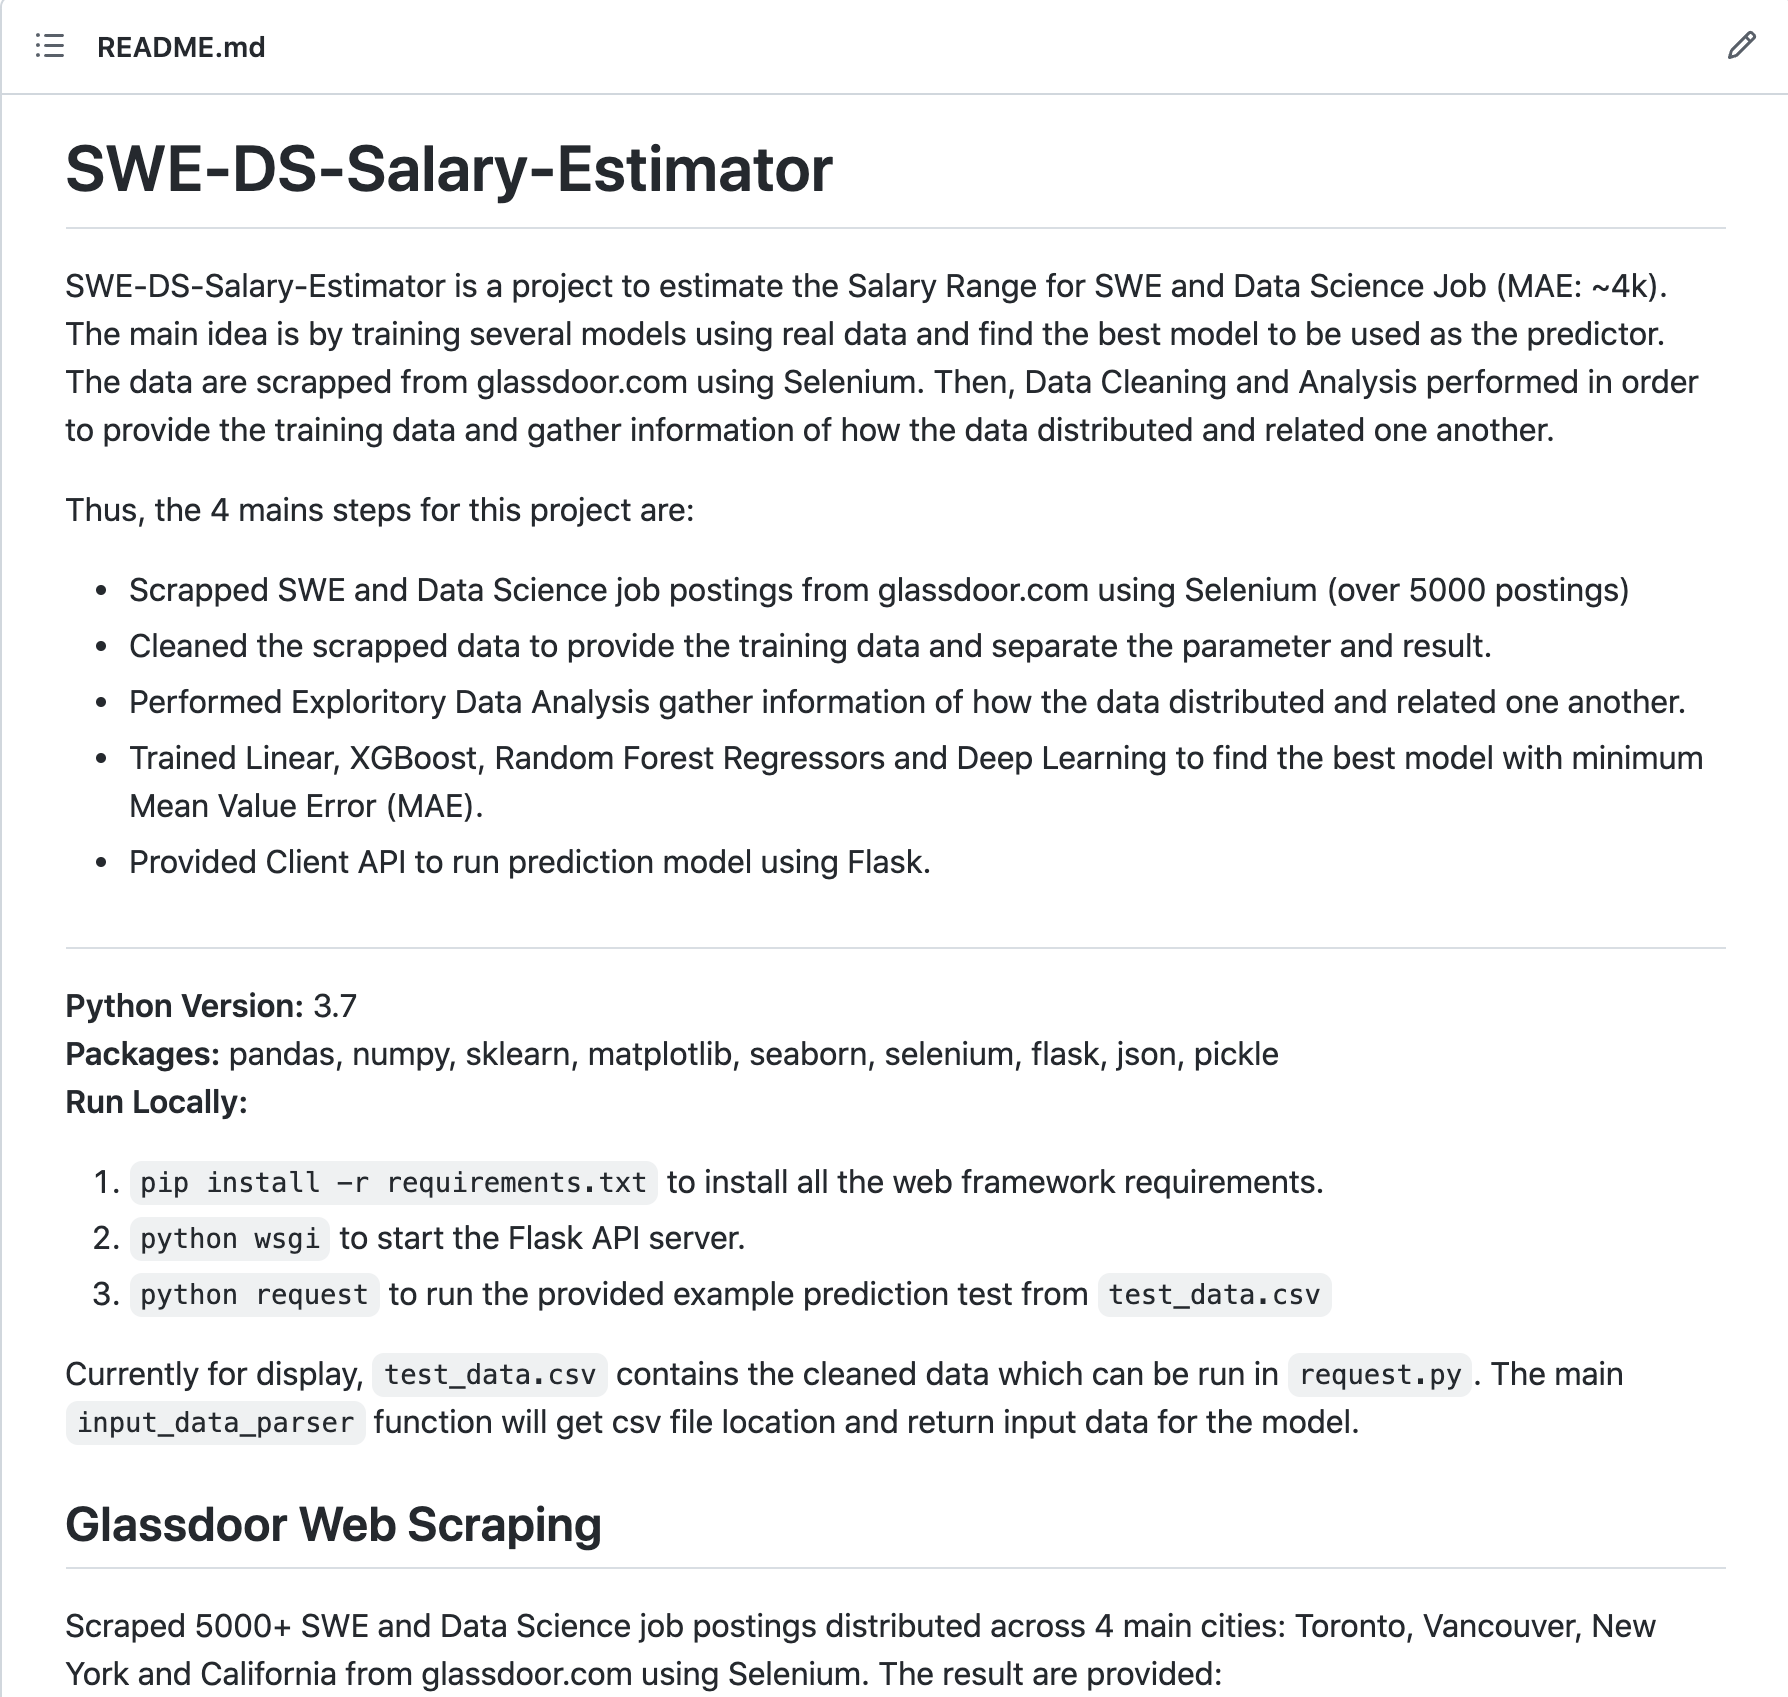 README.md
SWE-DS-Salary-Estimator
SWE-DS-Salary-Estimator is a project to estimate the Salary Range for SWE and Data Science Job (MAE: ~4k).
The main idea is by training several models using real data and find the best model to be used as the predictor.
The data are scrapped from glassdoor.com using Selenium. Then, Data Cleaning and Analysis performed in order
to provide the training data and gather information of how the data distributed and related one another.
Thus, the 4 mains steps for this project are:
• Scrapped SWE and Data Science job postings from glassdoor.com using Selenium (over 5000 postings)
• Cleaned the scrapped data to provide the training data and separate the parameter and result.
• Performed Exploritory Data Analysis gather information of how the data distributed and related one another.
• Trained Linear, XGBoost, Random Forest Regressors and Deep Learning to find the best model with minimum
Mean Value Error (MAE).
• Provided Client API to run prediction model using Flask.
Python Version: 3.7
Packages: pandas, numpy, sklearn, matplotlib, seaborn, selenium, flask, json, pickle
Run Locally:
1. pip install -r requirements.txt to install all the web framework requirements.
2. python wsgi to start the Flask API server.
3. python request to run the provided example prediction test from test_data.csv
Currently for display, test_data.csv contains the cleaned data which can be run in request.py. The main
input_data_parser function will get csv file location and return input data for the model.
Glassdoor Web Scraping
Scraped 5000+ SWE and Data Science job postings distributed across 4 main cities: Toronto, Vancouver, New
York and California from glassdoor.com using Selenium. The result are provided: